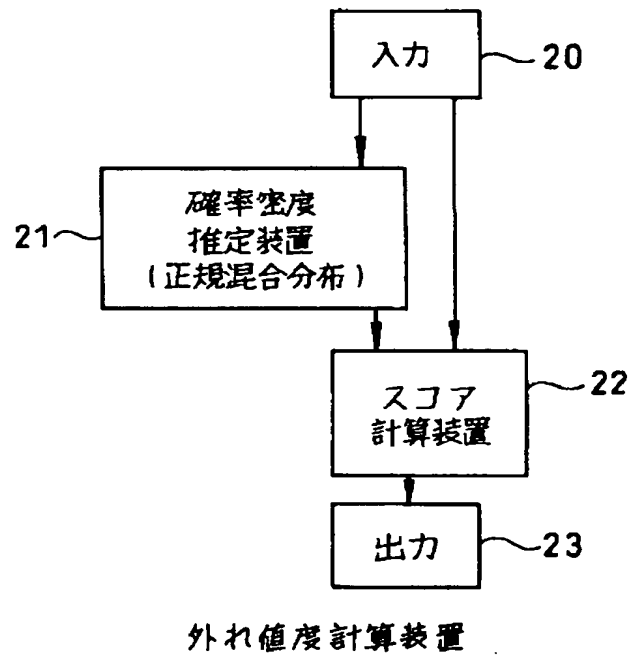 入力
20
確率密度
推定装置
(正規混合分布)
21
スコア
計算装置
22
出力
23
外れ値度計算装置